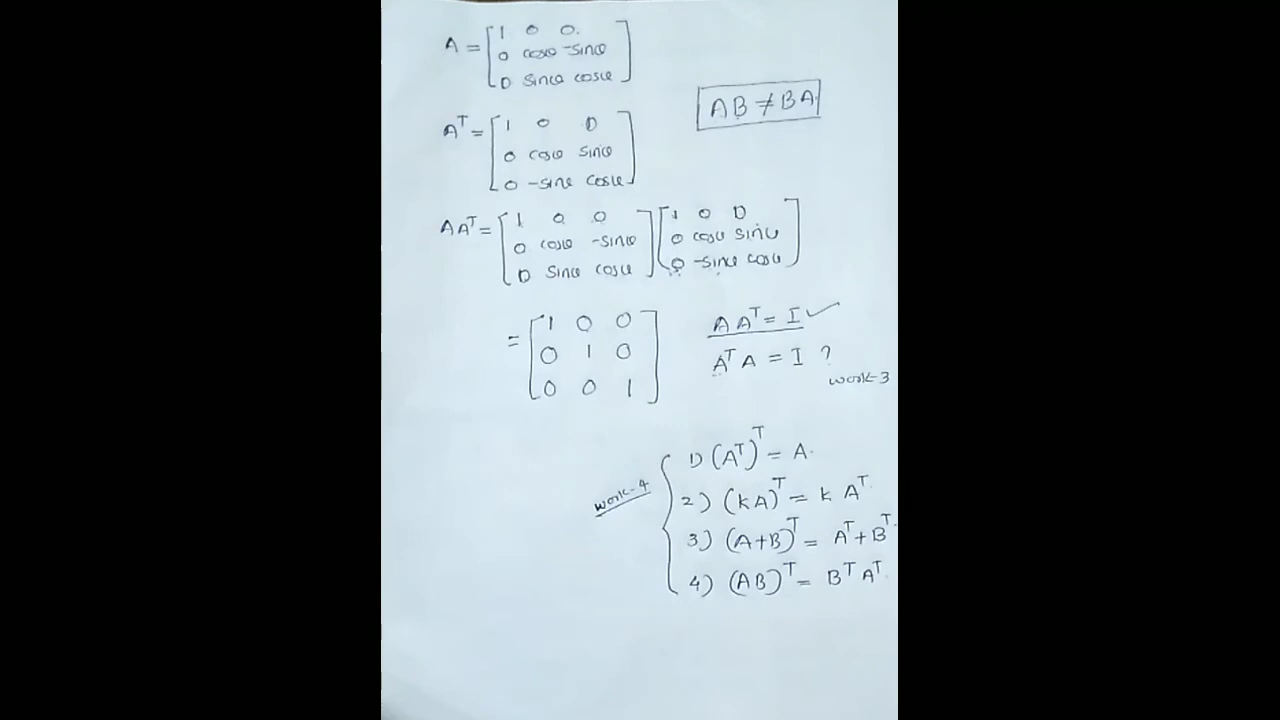 A = [1 0 0
0 cosθ -sinθ
0 sinθ cosθ]
AB ≠ BA
Aᵀ = [1 0 0
0 cosθ sinθ
0 -sinθ cosθ]
AAᵀ = [1 0 0
0 cosθ -sinθ
0 sinθ cosθ] [1 0 0
0 cosθ sinθ
0 -sinθ cosθ]
= [1 0 0
0 1 0
0 0 1]
A Aᵀ = I ✓
Aᵀ A = I ?
work-3
work-4
1) (Aᵀ)ᵀ = A.
2) (KA)ᵀ = K Aᵀ.
3) (A+B)ᵀ = Aᵀ+Bᵀ.
4) (AB)ᵀ = Bᵀ Aᵀ.